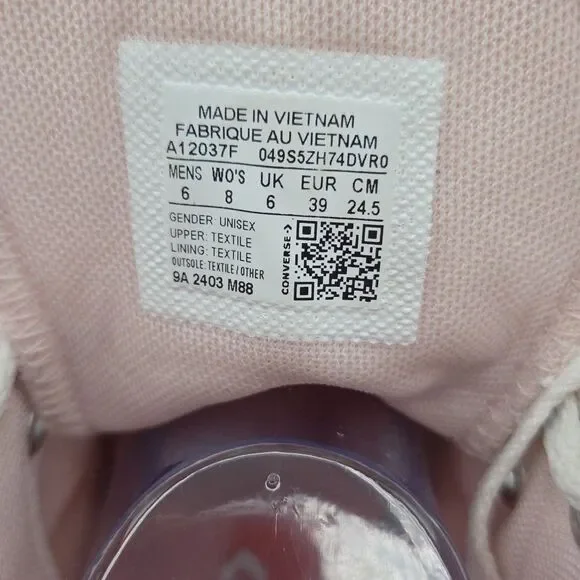 MADE IN VIETNAM
FABRIQUE AU VIETNAM
A12037F 049S5ZH74DVR0
MENS WO'S UK EUR CM
6 8 6 39 24.5
GENDER: UNISEX
UPPER: TEXTILE
LINING: TEXTILE
OUTSOLE: TEXTILE/OTHER
9A 2403 M88
CONVERSE